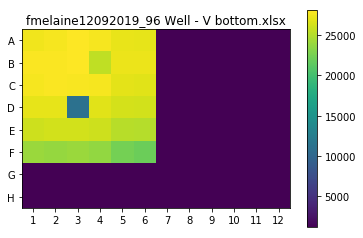 fmelaine12092019_96 Well - V bottom.xlsx
A
B
C
D
E
F
G
H
1 2 3 4 5 6 7 8 9 10 11 12
25000
20000
15000
10000
5000